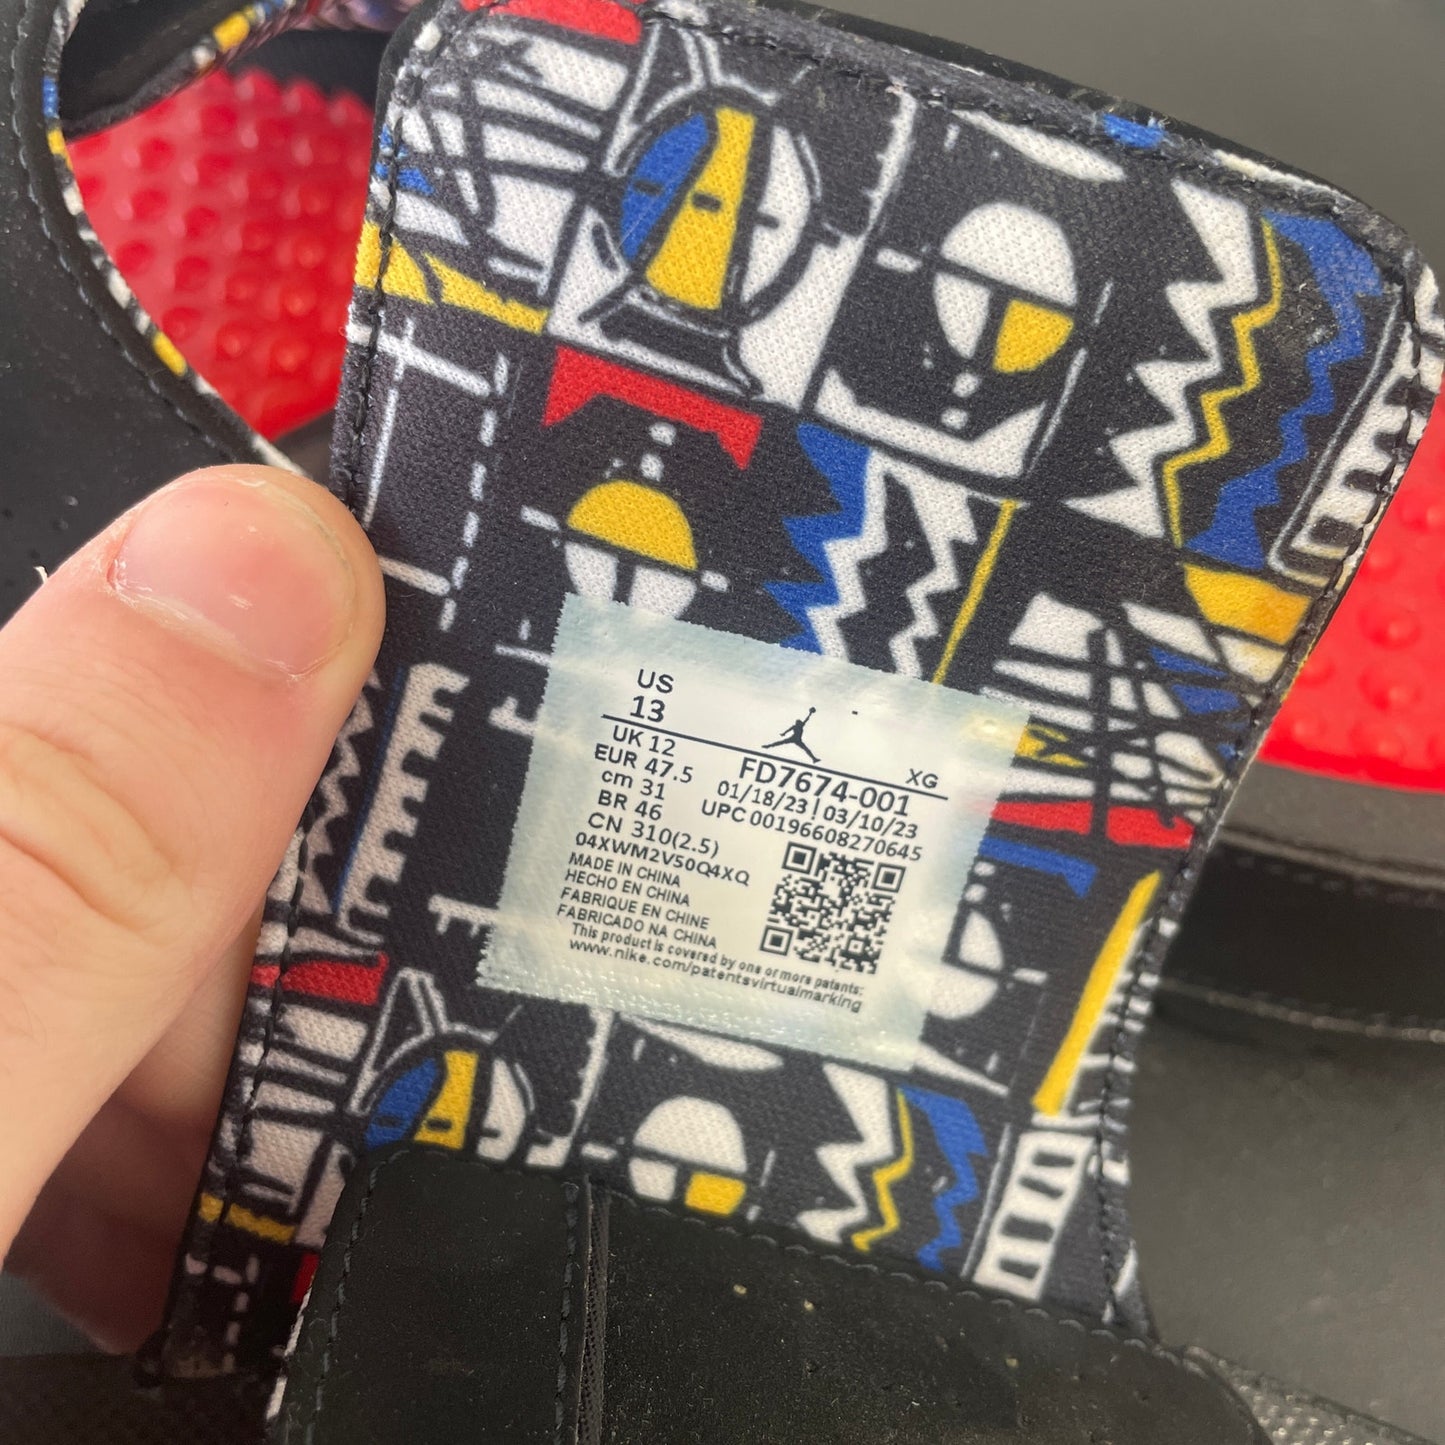 US
13
UK 12
EUR 47.5
cm 31
BR 46
CN 310(2.5)
04XWM2V50Q4XQ
XG
FD7674-001
01/18/23 | 03/10/23
UPC 00196608270645
MADE IN CHINA
HECHO EN CHINA
FABRIQUE EN CHINE
FABRICADO NA CHINA
This product is covered by one or more patents:
www.nike.com/patentsvirtualmarking